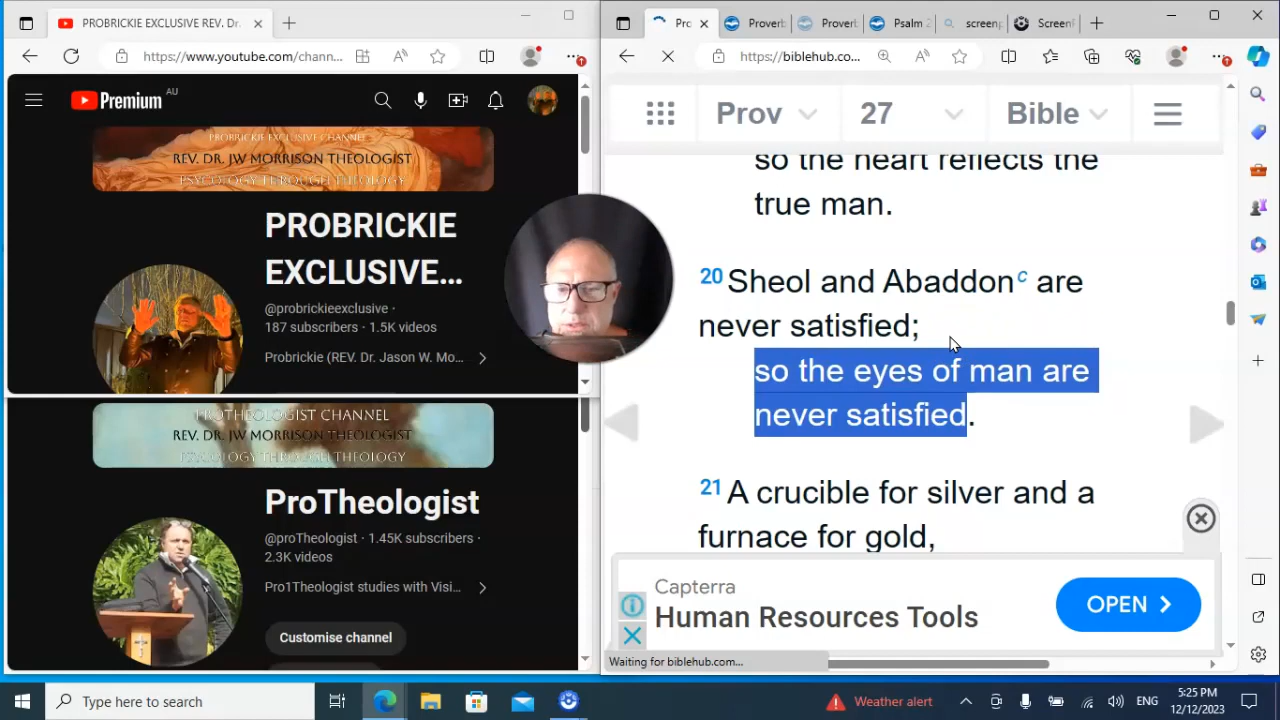 PROBRICKIE EXCLUSIVE REV. Dr.
https://www.youtube.com/chann...
Premium AU
PROBRICKIE EXCLUSIVE CHANNEL
REV. DR. JW MORRISON THEOLOGIST
PSYCOLOGY THROUGH THEOLOGY
PROBRICKIE
EXCLUSIVE...
@probrickieexclusive ·
187 subscribers · 1.5K videos
Probrickie (REV. Dr. Jason W. Mo...
PROTHEOLOGIST CHANNEL
REV. DR. JW MORRISON THEOLOGIST
THROUGH THEOLOGY
ProTheologist
@proTheologist · 1.45K subscribers ·
2.3K videos
Pro1Theologist studies with Visi...
Customise channel
Pro
Proverb
Proverb
Psalm 2
screenp
ScreenF
https://biblehub.co...
Prov
27
Bible
so the heart reflects the
true man.
20 Sheol and Abaddon c are
never satisfied;
so the eyes of man are
never satisfied.
21 A crucible for silver and a
furnace for gold,
Capterra
Human Resources Tools
OPEN
Waiting for biblehub.com...
Type here to search
Weather alert
ENG
5:25 PM
12/12/2023